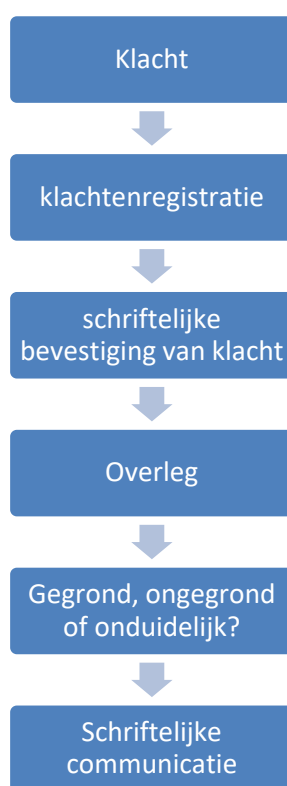 Klacht
klachtenregistratie
schriftelijke
bevestiging van klacht
Overleg
Gegrond, ongegrond
of onduidelijk?
Schriftelijke
communicatie